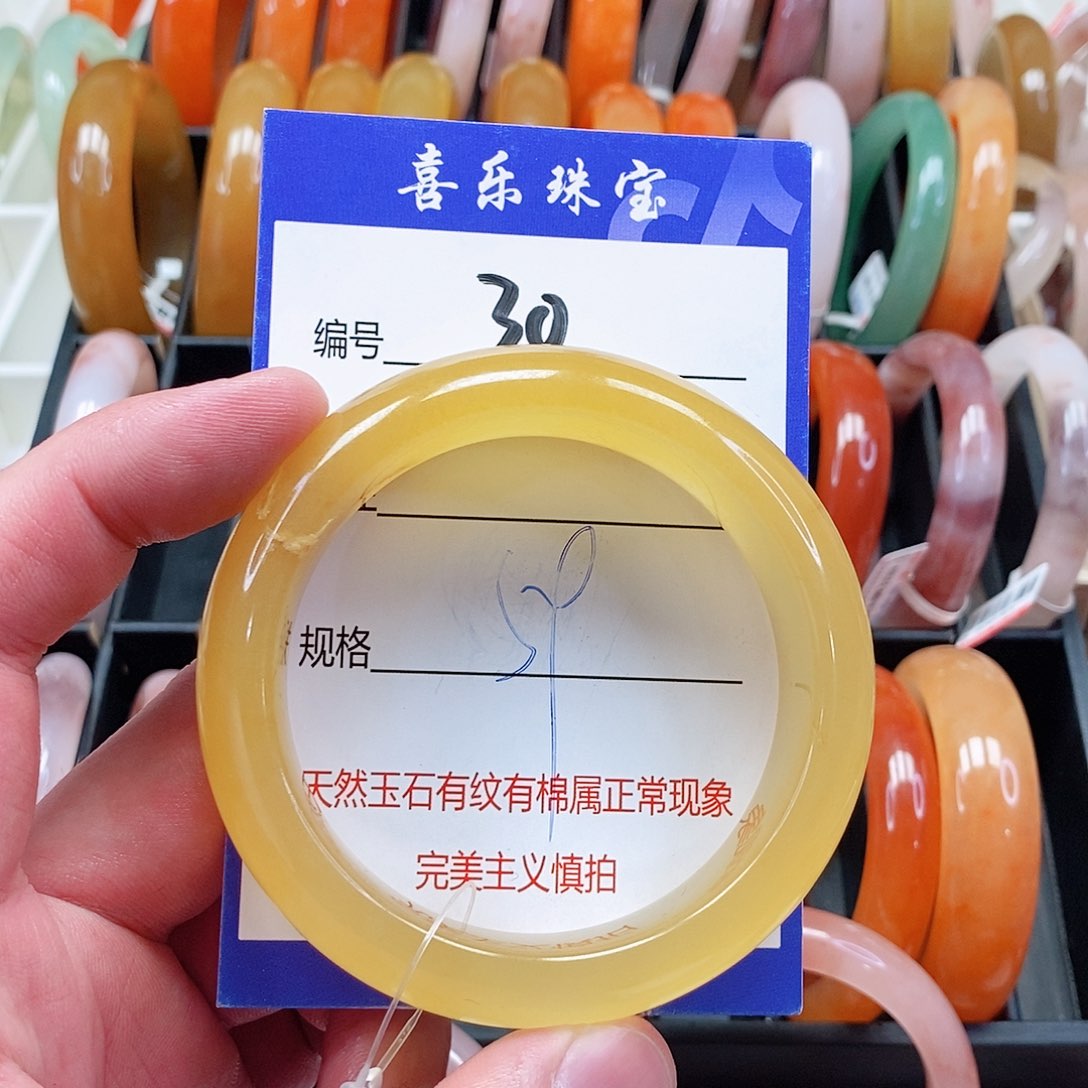 喜乐珠宝
编号 30
规格 59
天然玉石有纹有棉属正常现象
完美主义慎拍